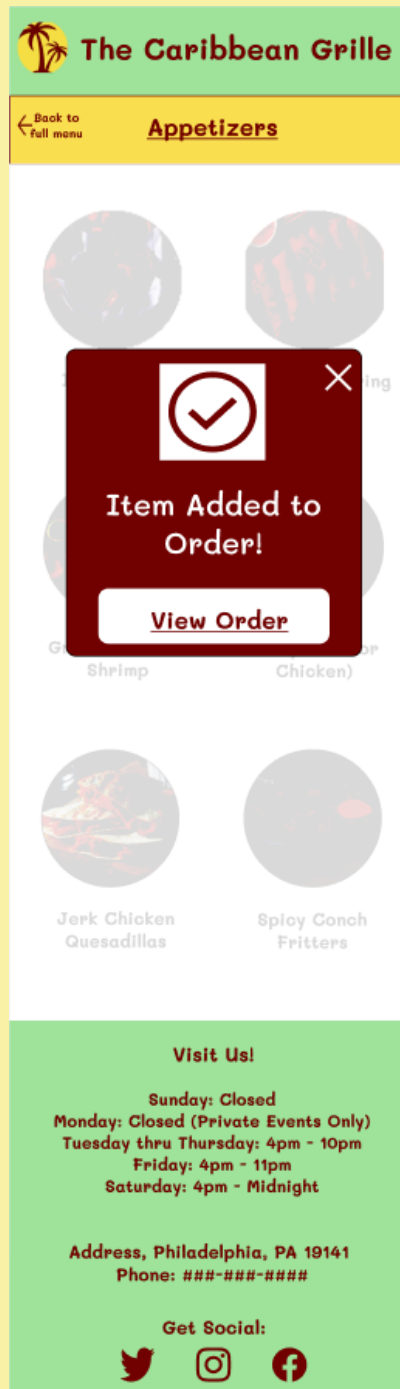 The Caribbean Grille
Back to
full menu
Appetizers
Item Added to
Order!
View Order
Shrimp
Chicken)
Jerk Chicken
Quesadillas
Spicy Conch
Fritters
Visit Us!
Sunday: Closed
Monday: Closed (Private Events Only)
Tuesday thru Thursday: 4pm - 10pm
Friday: 4pm - 11pm
Saturday: 4pm - Midnight
Address, Philadelphia, PA 19141
Phone: ###-###-####
Get Social: